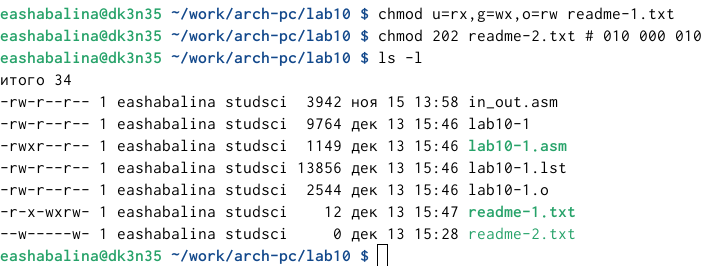 eashabalina@dk3n35 ~/work/arch-pc/lab10 $ chmod u=rx,g=wx,o=rw readme-1.txt
eashabalina@dk3n35 ~/work/arch-pc/lab10 $ chmod 202 readme-2.txt # 010 000 010
eashabalina@dk3n35 ~/work/arch-pc/lab10 $ ls -l
итого 34
-rw-r--r-- 1 eashabalina studsci  3942 ноя 15 13:58 in_out.asm
-rw-r--r-- 1 eashabalina studsci  9764 дек 13 15:46 lab10-1
-rwxr--r-- 1 eashabalina studsci  1149 дек 13 15:46 lab10-1.asm
-rw-r--r-- 1 eashabalina studsci 13856 дек 13 15:46 lab10-1.lst
-rw-r--r-- 1 eashabalina studsci  2544 дек 13 15:46 lab10-1.o
-r-x-wxrw- 1 eashabalina studsci    12 дек 13 15:47 readme-1.txt
--w-----w- 1 eashabalina studsci     0 дек 13 15:28 readme-2.txt
eashabalina@dk3n35 ~/work/arch-pc/lab10 $